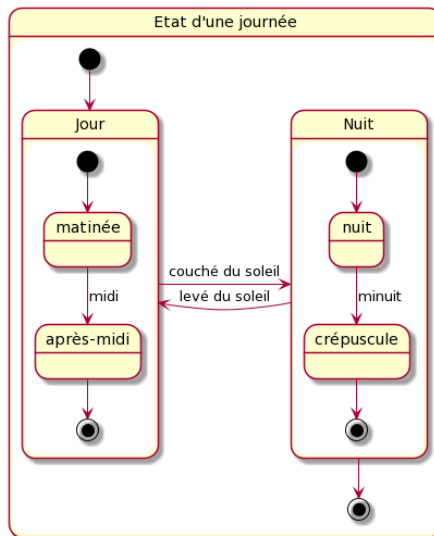 Etat d'une journée
Jour
Nuit
matinée
nuit
couché du soleil
levé du soleil
midi
minuit
après-midi
crépuscule